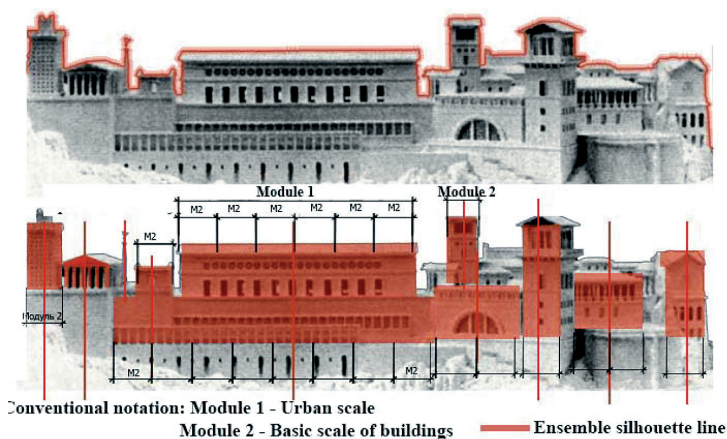 Module 1
Module 2
M2 M2 M2 M2 M2 M2
M2
Модуль 2
M2
M2
Conventional notation: Module 1 - Urban scale
Module 2 - Basic scale of buildings
Ensemble silhouette line